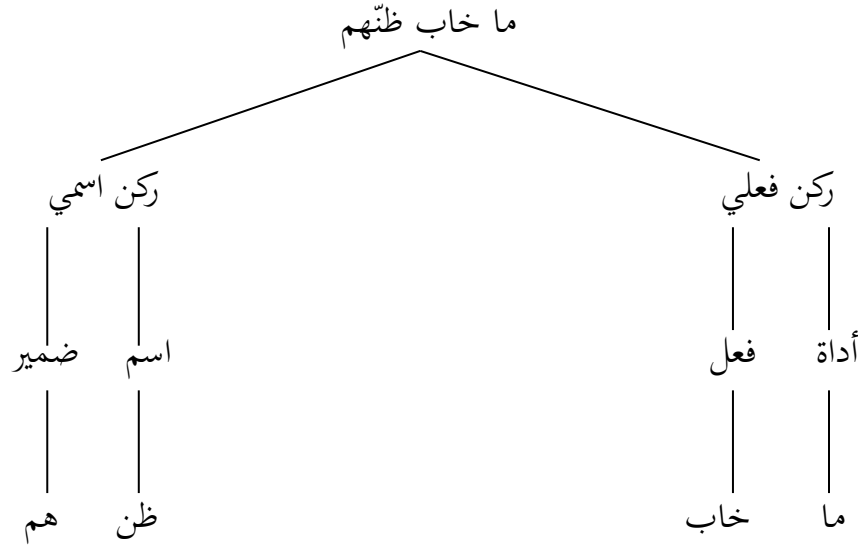 ما خاب ظنّهم
ركن فعلي ركن اسمي
أداة فعل اسم ضمير
ما خاب ظن هم